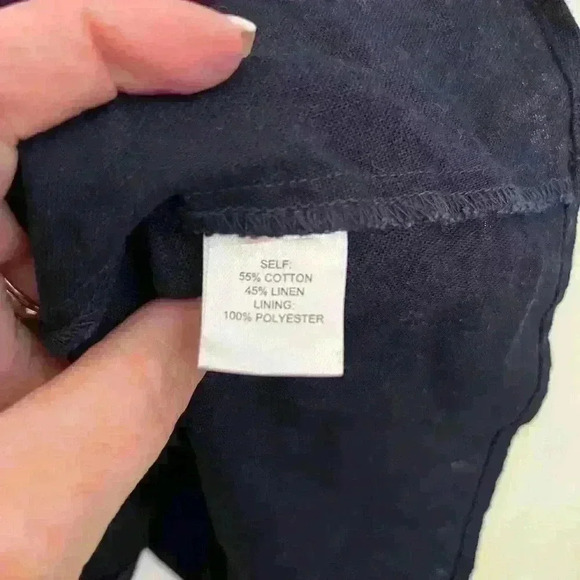 SELF:
55% COTTON
45% LINEN
LINING:
100% POLYESTER